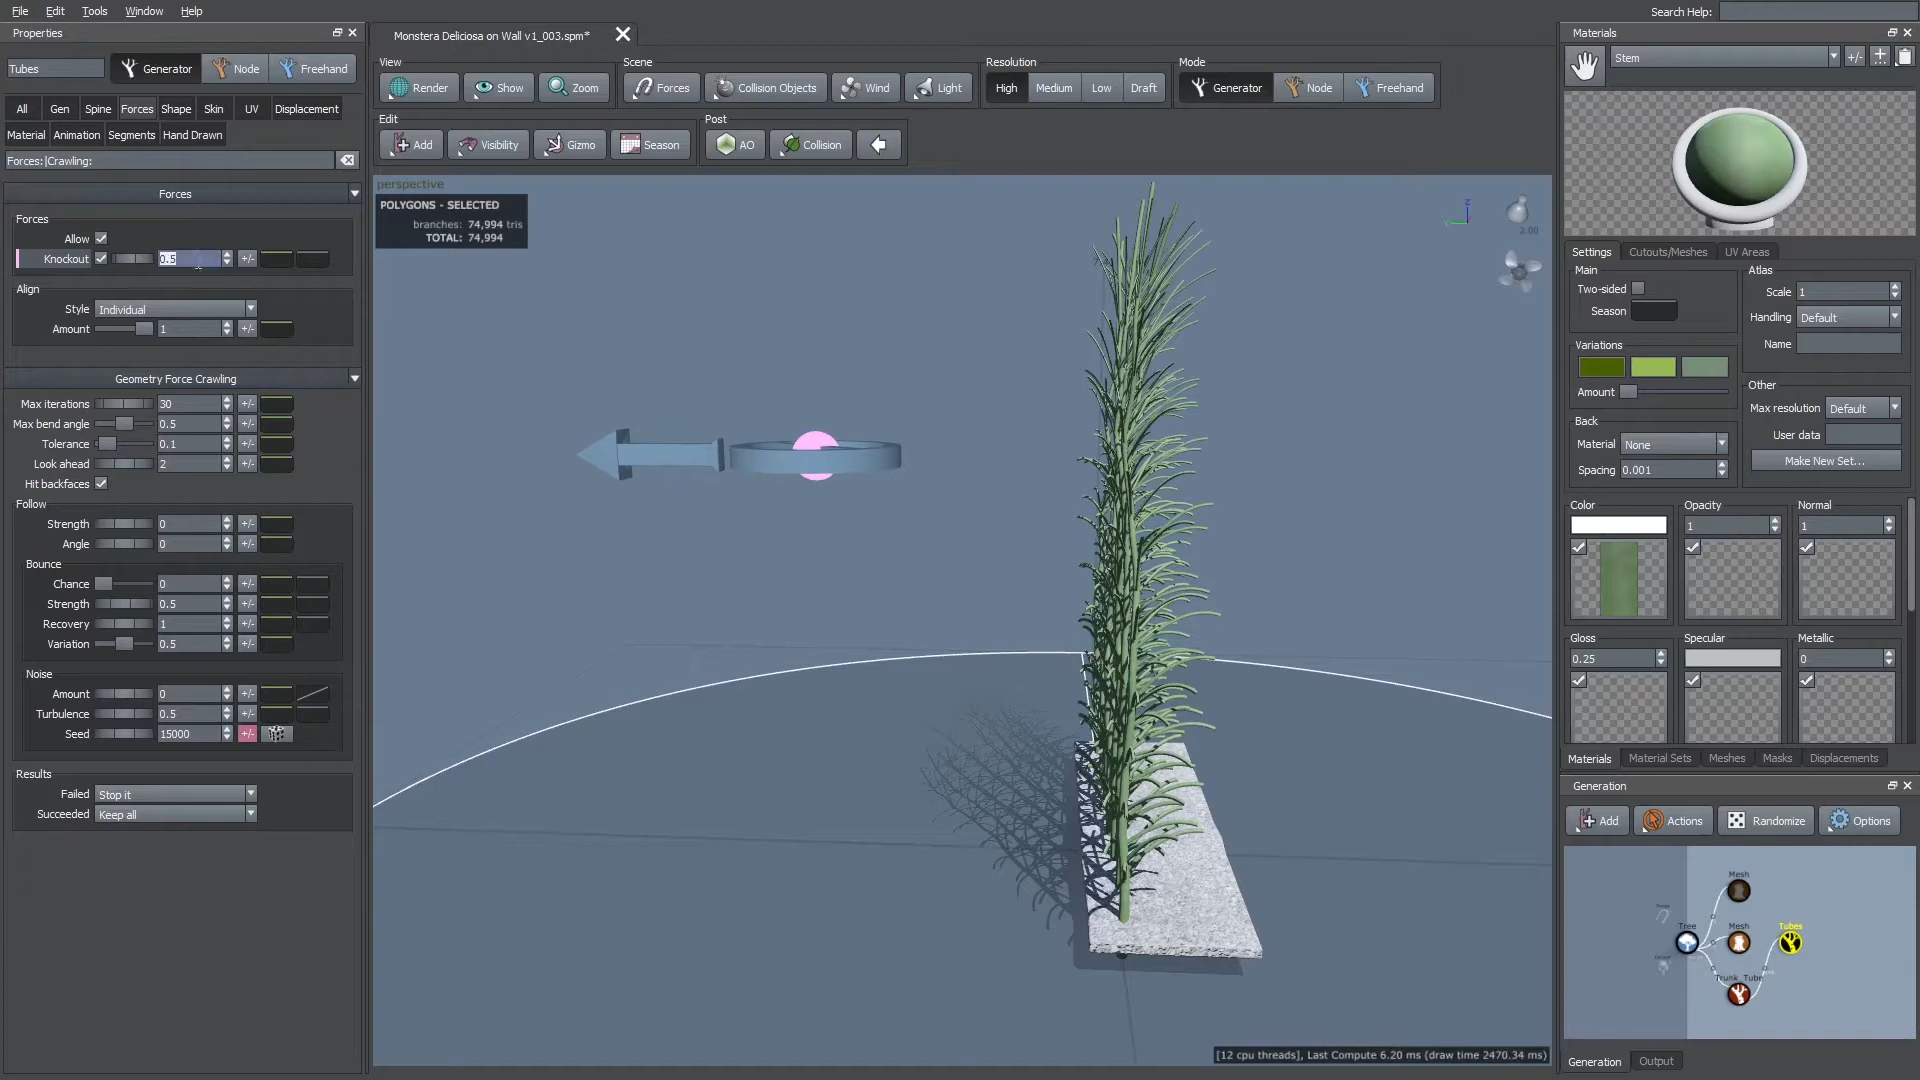 File Edit Tools Window Help
Search Help:
Properties
Monstera Deliciosa on Wall v1_003.spm*
Materials
Tubes Generator Node Freehand
View Scene Resolution Mode
Render Show Zoom Forces Collision Objects Wind Light High Medium Low Draft Generator Node Freehand
Stem +/-
All Gen Spine Forces Shape Skin UV Displacement
Material Animation Segments Hand Drawn
Edit Post
Add Visibility Gizmo Season AO Collision
Forces:|Crawling:
perspective
POLYGONS - SELECTED
branches: 74,994 tris
TOTAL: 74,994
Z
2.00
Forces
Forces
Allow
Knockout 0.5 +/-
Align
Style Individual
Amount 1 +/-
Geometry Force Crawling
Max iterations 30 +/-
Max bend angle 0.5 +/-
Tolerance 0.1 +/-
Look ahead 2 +/-
Hit backfaces
Follow
Strength 0 +/-
Angle 0 +/-
Bounce
Chance 0 +/-
Strength 0.5 +/-
Recovery 1 +/-
Variation 0.5 +/-
Noise
Amount 0 +/-
Turbulence 0.5 +/-
Seed 15000 +/-
Results
Failed Stop it
Succeeded Keep all
[12 cpu threads], Last Compute 6.20 ms (draw time 2470.34 ms)
Settings Cutouts/Meshes UV Areas
Main Atlas
Two-sided Scale 1
Season Handling Default
Name
Variations
Amount
Other
Max resolution Default
Back User data
Material None
Make New Set...
Spacing 0.001
Color Opacity Normal
1 1
Gloss Specular Metallic
0.25 0
Materials Material Sets Meshes Masks Displacements
Generation
Add Actions Randomize Options
Mesh
Tree Mesh Tubes
Trunk_Tube
Generation Output